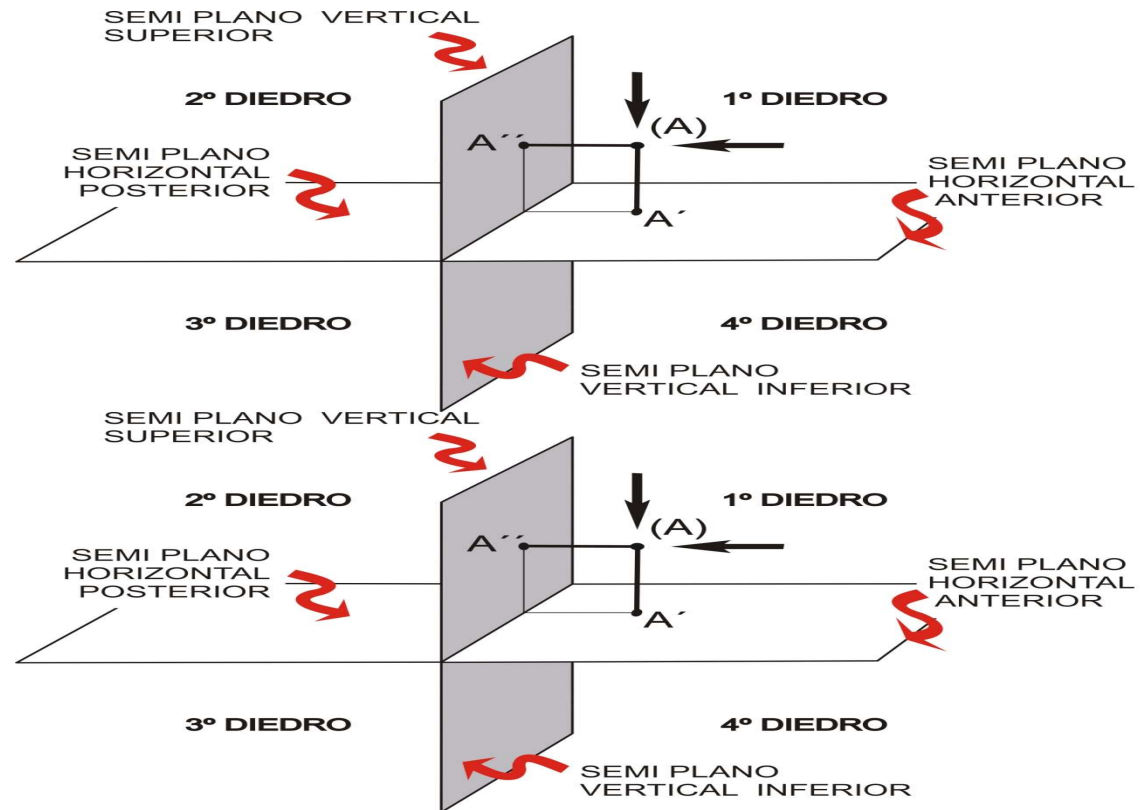 SEMI PLANO VERTICAL
SUPERIOR
2º DIEDRO
1º DIEDRO
(A)
A´´
SEMI PLANO
HORIZONTAL
POSTERIOR
SEMI PLANO
HORIZONTAL
ANTERIOR
A´
3º DIEDRO
4º DIEDRO
SEMI PLANO
VERTICAL INFERIOR
SEMI PLANO VERTICAL
SUPERIOR
2º DIEDRO
1º DIEDRO
(A)
A´´
SEMI PLANO
HORIZONTAL
POSTERIOR
SEMI PLANO
HORIZONTAL
ANTERIOR
A´
3º DIEDRO
4º DIEDRO
SEMI PLANO
VERTICAL INFERIOR